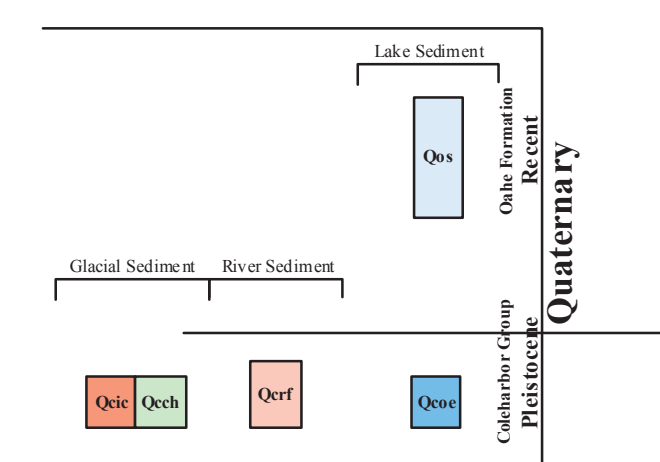 Lake Sediment
Qos
Oahe Formation
Recent
Quaternary
Glacial Sediment
River Sediment
Qcic
Qcch
Qcrf
Qcoe
Coleharbor Group
Pleistocene